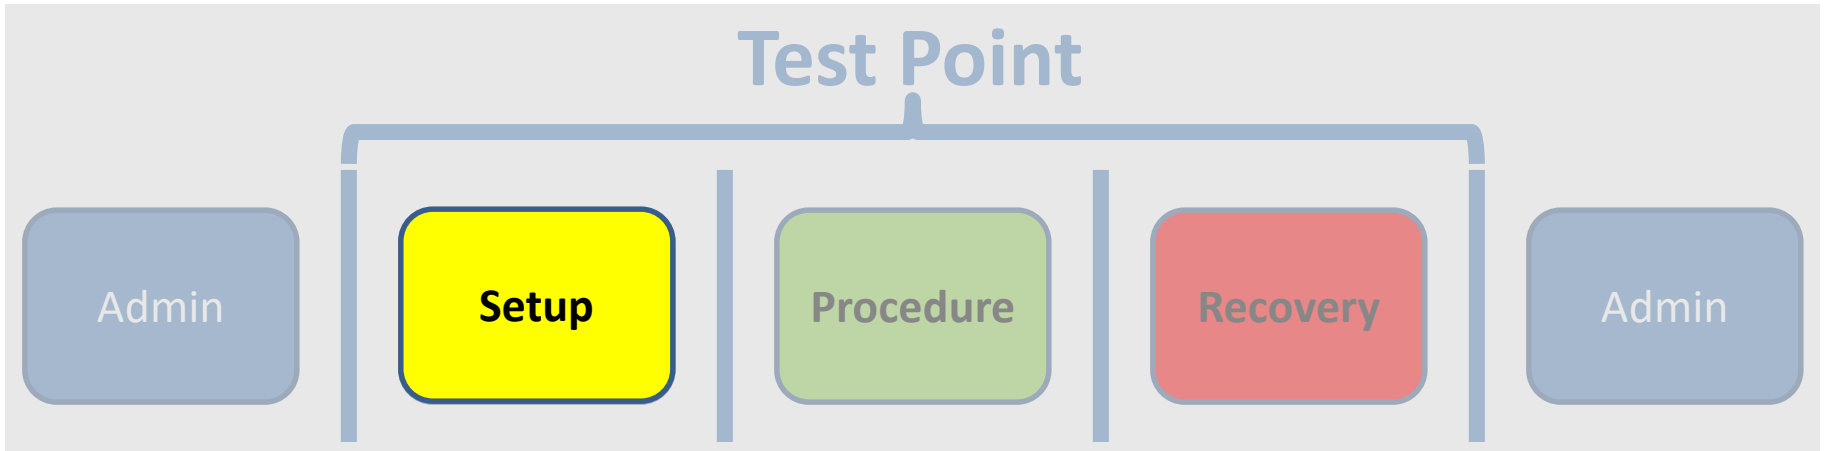 Test Point
Admin
Setup
Procedure
Recovery
Admin